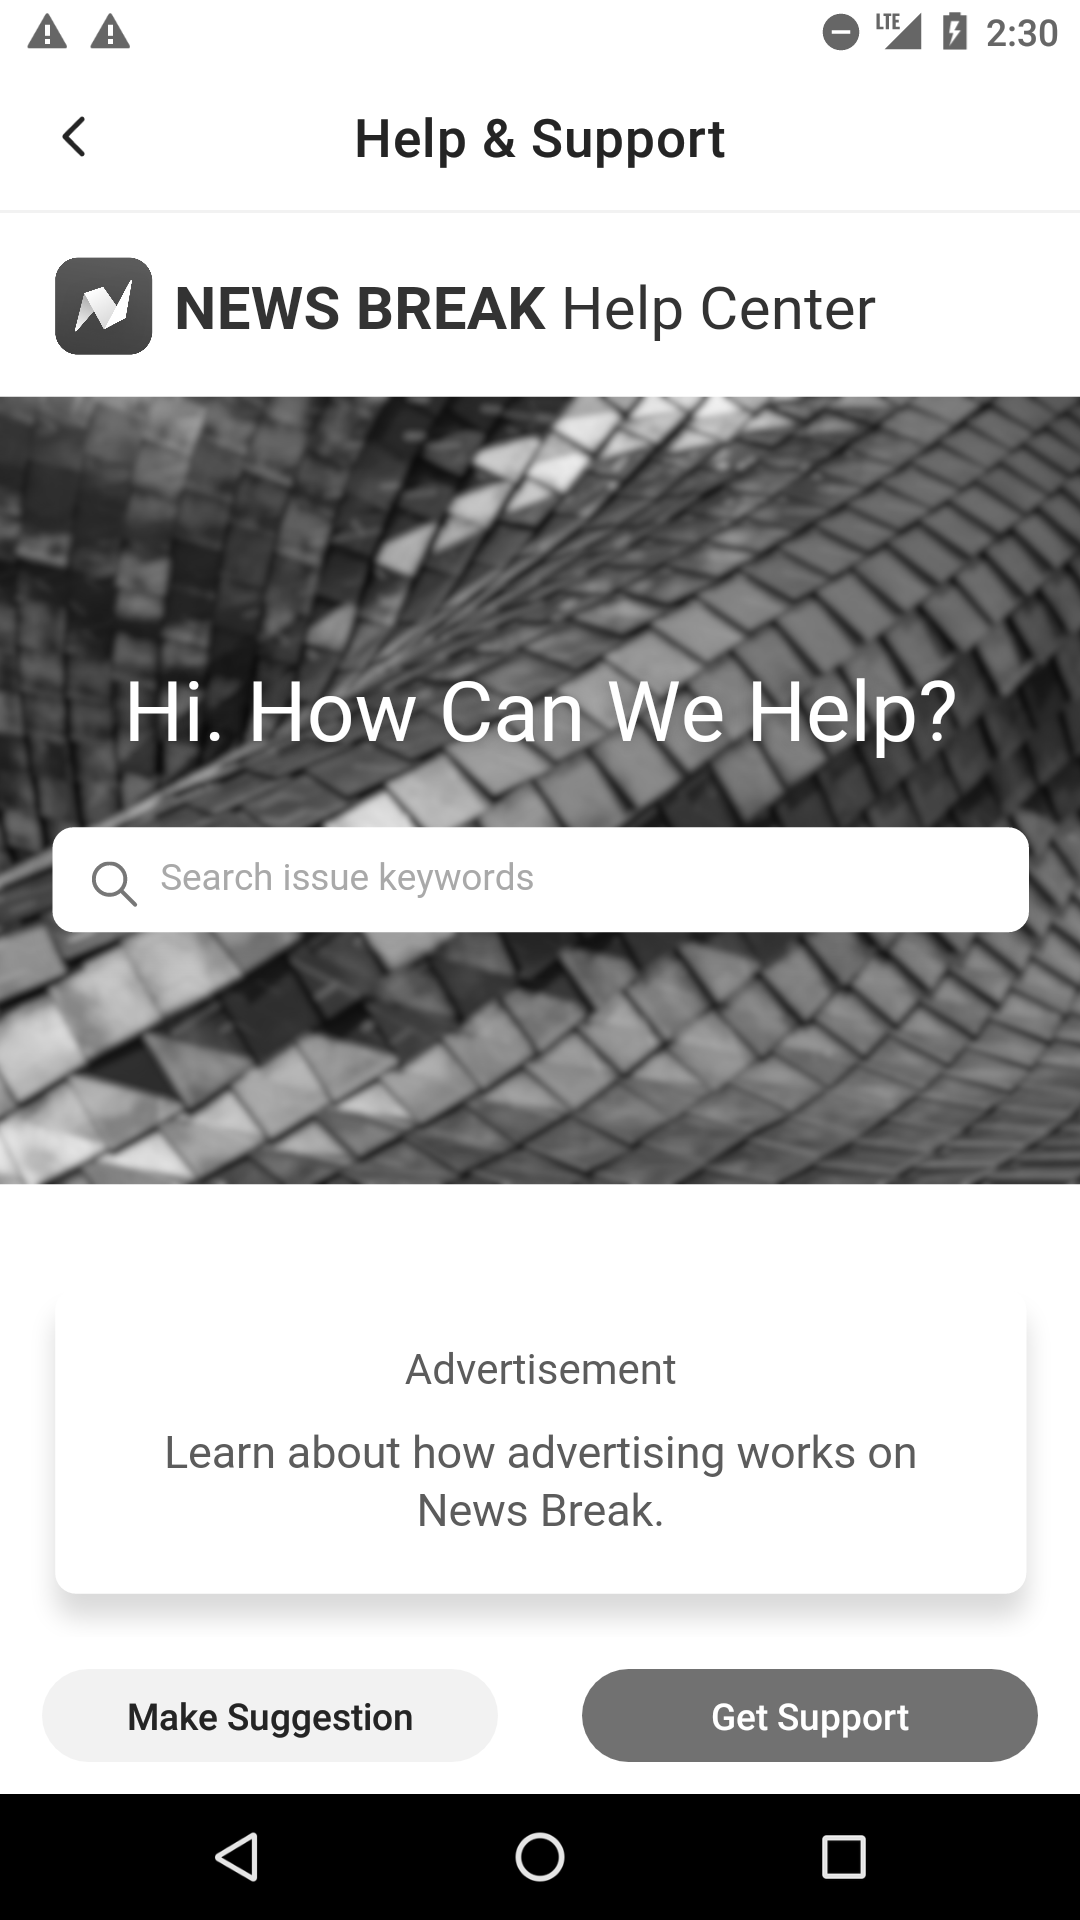 LTE 2:30
Help & Support
NEWS BREAK Help Center
Hi. How Can We Help?
Search issue keywords
Advertisement
Learn about how advertising works on
News Break.
Make Suggestion
Get Support